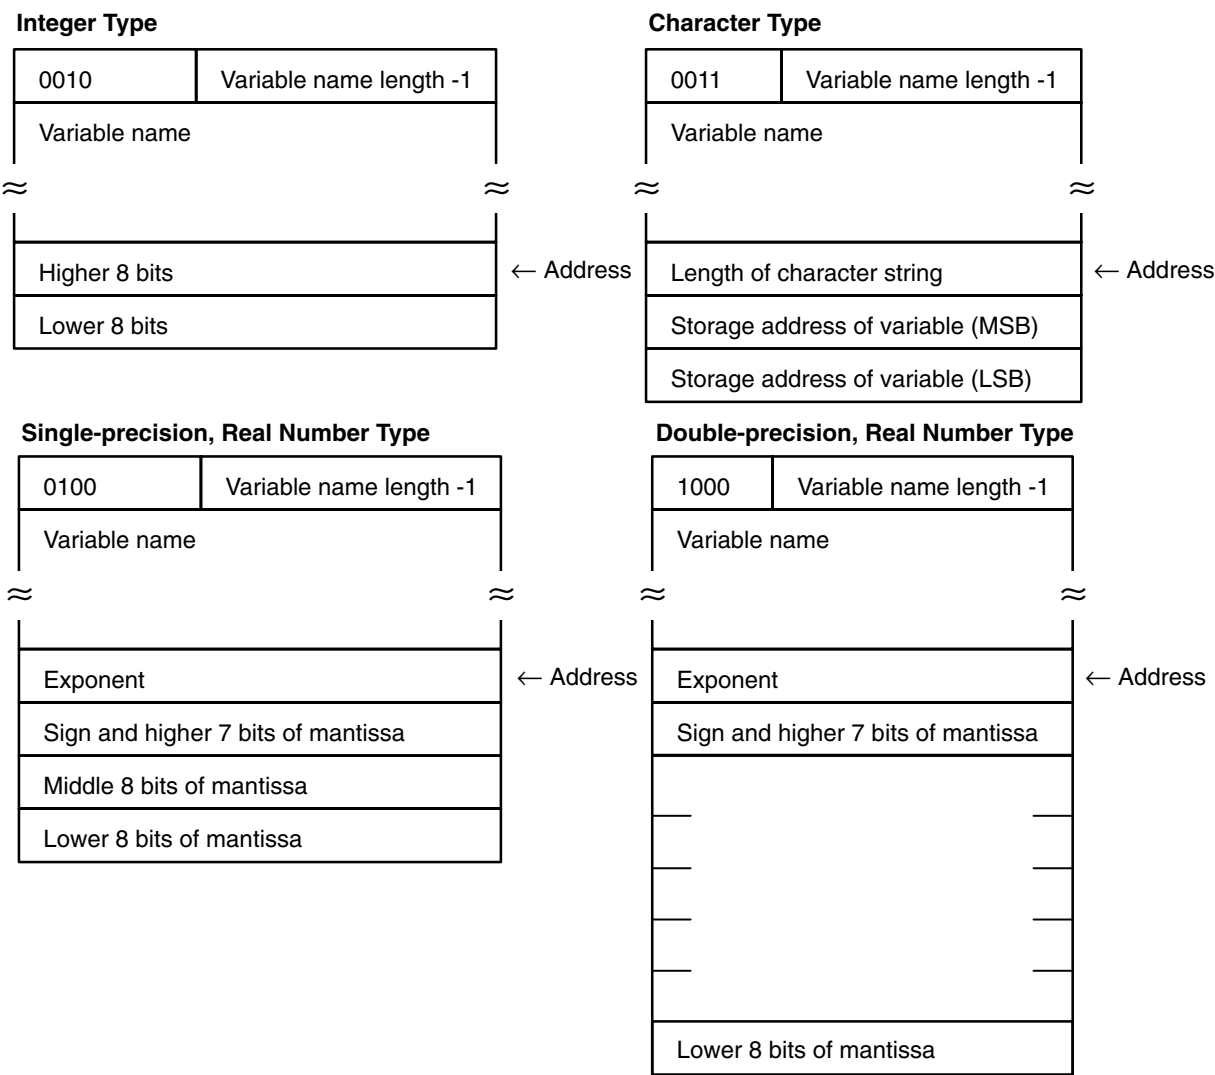 Integer Type
0010 Variable name length -1
Variable name
Higher 8 bits ← Address
Lower 8 bits
Character Type
0011 Variable name length -1
Variable name
Length of character string ← Address
Storage address of variable (MSB)
Storage address of variable (LSB)
Single-precision, Real Number Type
0100 Variable name length -1
Variable name
Exponent ← Address
Sign and higher 7 bits of mantissa
Middle 8 bits of mantissa
Lower 8 bits of mantissa
Double-precision, Real Number Type
1000 Variable name length -1
Variable name
Exponent ← Address
Sign and higher 7 bits of mantissa
Lower 8 bits of mantissa